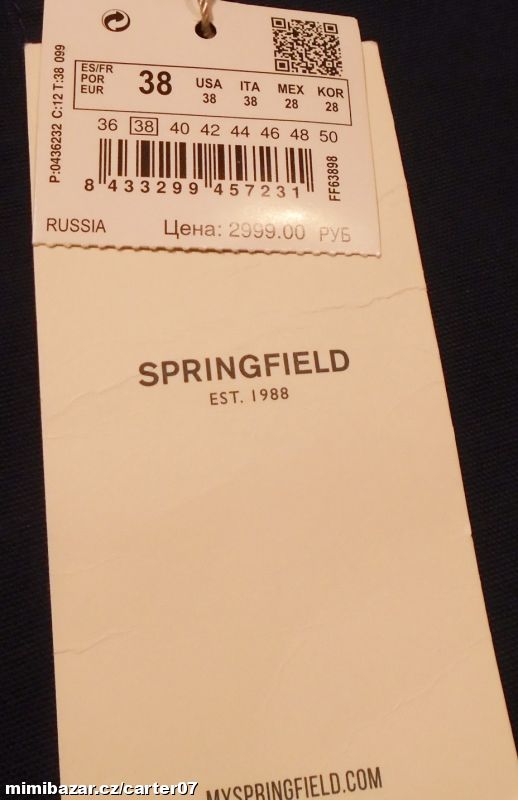 ES/FR
POR
EUR
38
USA
38
ITA
38
MEX
28
KOR
28
36 38 40 42 44 46 48 50
8 433299 457231
P:0436232 C:12 T:38 099
FF63898
RUSSIA
Цена: 2999.00 РУБ
SPRINGFIELD
EST. 1988
MYSPRINGFIELD.COM
mimibazar.cz/carter07